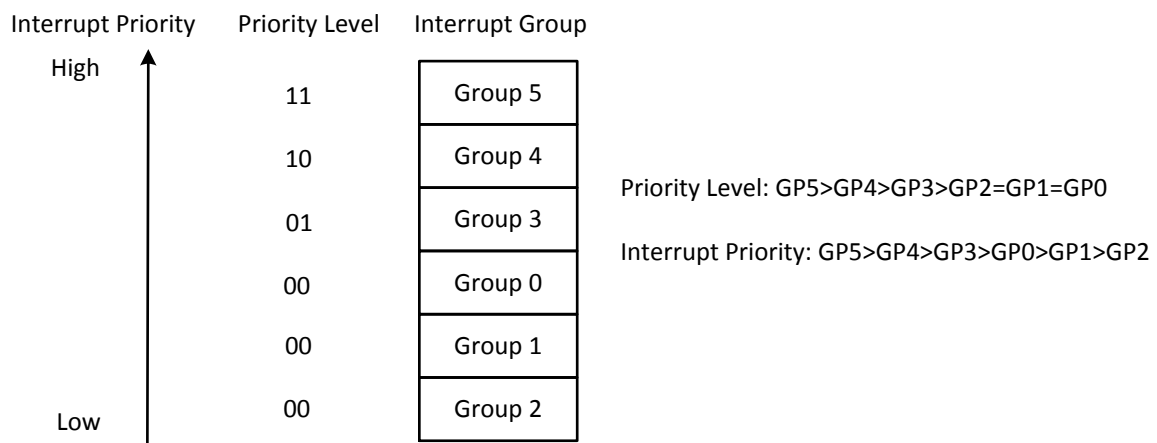 Interrupt Priority Priority Level Interrupt Group
High
11 Group 5
10 Group 4
Priority Level: GP5>GP4>GP3>GP2=GP1=GP0
01 Group 3
Interrupt Priority: GP5>GP4>GP3>GP0>GP1>GP2
00 Group 0
00 Group 1
00 Group 2
Low